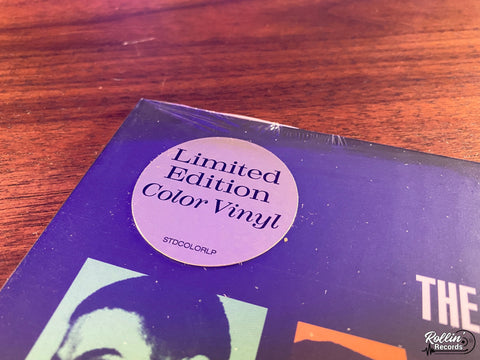 Limited
Edition
Color Vinyl
STDCOLORLP
THE
Rollin'
Records